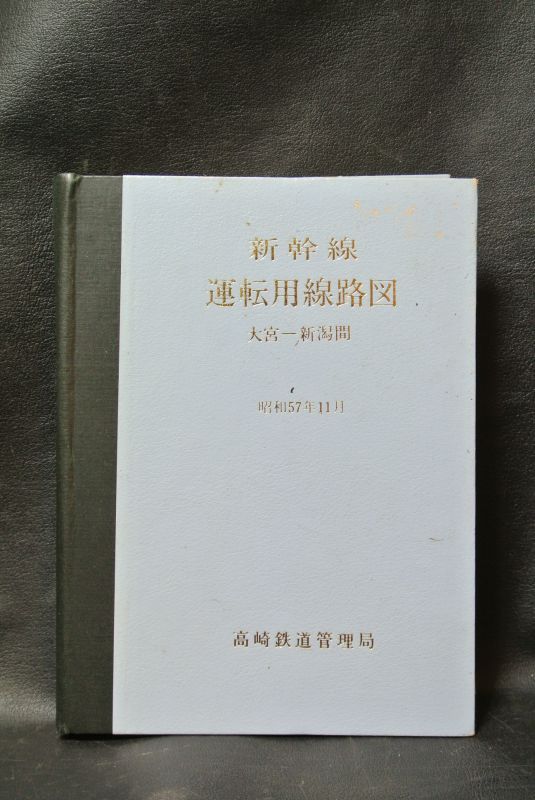 新幹線
運転用線路図
大宮―新潟間
昭和57年11月
高崎鉄道管理局